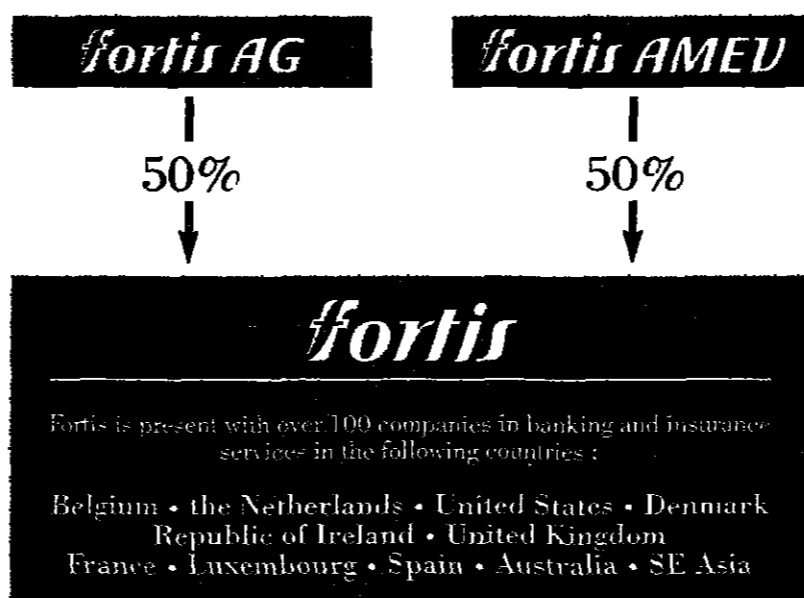 fortis AG
fortis AMEV
50%
50%
fortis
Fortis is present with over 100 companies in banking and insurance
services in the following countries :
Belgium • the Netherlands • United States • Denmark
Republic of Ireland • United Kingdom
France • Luxembourg • Spain • Australia • SE Asia